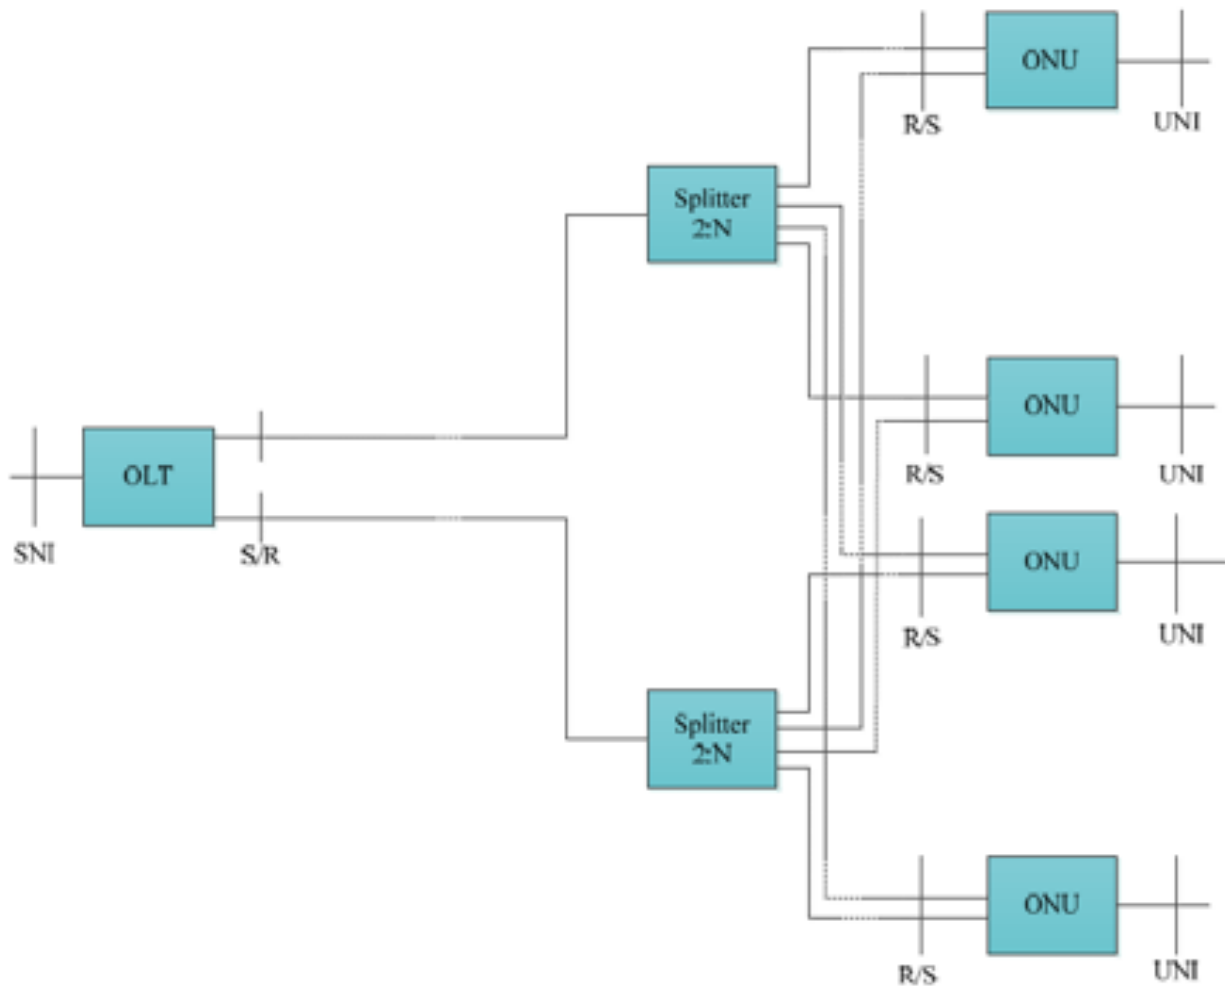 ONU
R/S
UNI
Splitter
2:N
ONU
R/S
UNI
OLT
SNI
S/R
ONU
R/S
UNI
Splitter
2:N
ONU
R/S
UNI